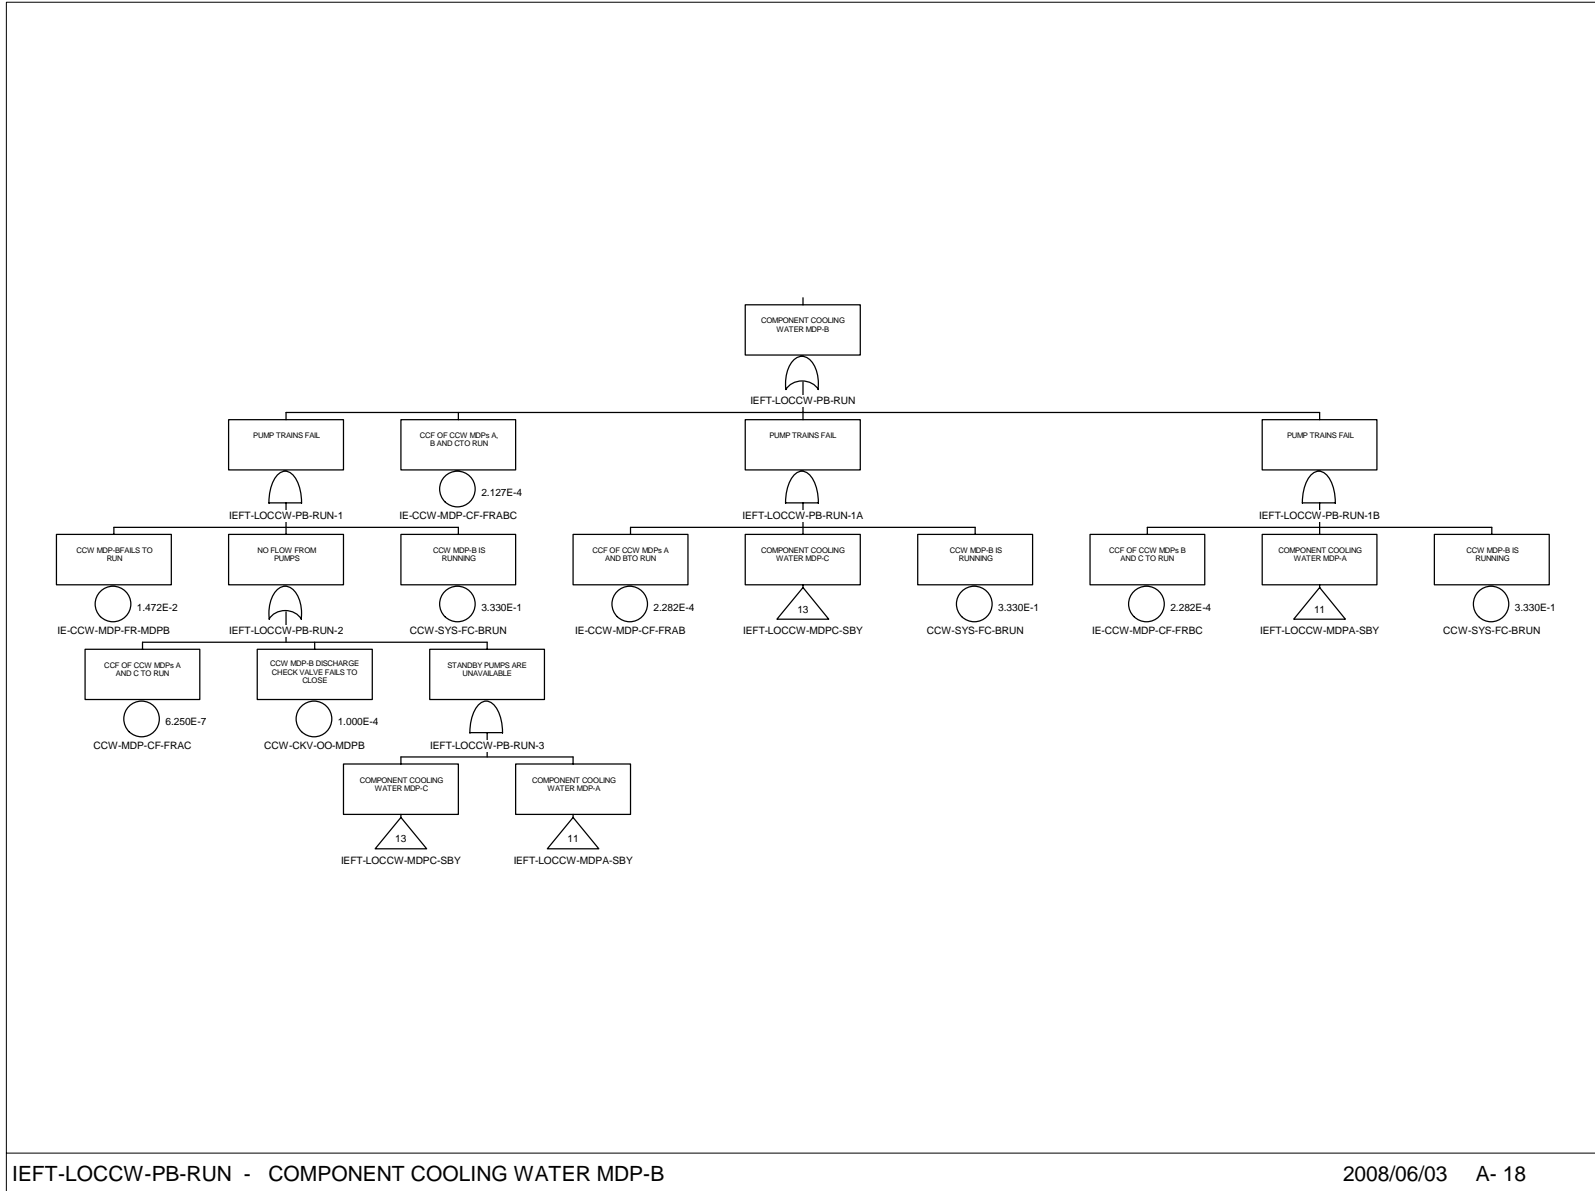 COMPONENT COOLING
WATER MDP-B
IEFT-LOCCW-PB-RUN
PUMP TRAINS FAIL
IEFT-LOCCW-PB-RUN-1
CCF OF CCW MDPs A,
B AND CTO RUN
2.127E-4
IE-CCW-MDP-CF-FRABC
PUMP TRAINS FAIL
IEFT-LOCCW-PB-RUN-1A
PUMP TRAINS FAIL
IEFT-LOCCW-PB-RUN-1B
CCW MDP-BFAILS TO
RUN
1.472E-2
IE-CCW-MDP-FR-MDPB
NO FLOW FROM
PUMPS
IEFT-LOCCW-PB-RUN-2
CCW MDP-B IS
RUNNING
3.330E-1
CCW-SYS-FC-BRUN
CCF OF CCW MDPs A
AND BTO RUN
2.282E-4
IE-CCW-MDP-CF-FRAB
COMPONENT COOLING
WATER MDP-C
13
IEFT-LOCCW-MDPC-SBY
CCW MDP-B IS
RUNNING
3.330E-1
CCW-SYS-FC-BRUN
CCF OF CCW MDPs B
AND C TO RUN
2.282E-4
IE-CCW-MDP-CF-FRBC
COMPONENT COOLING
WATER MDP-A
11
IEFT-LOCCW-MDPA-SBY
CCW MDP-B IS
RUNNING
3.330E-1
CCW-SYS-FC-BRUN
CCF OF CCW MDPs A
AND C TO RUN
6.250E-7
CCW-MDP-CF-FRAC
CCW MDP-B DISCHARGE
CHECK VALVE FAILS TO
CLOSE
1.000E-4
CCW-CKV-OO-MDPB
STANDBY PUMPS ARE
UNAVAILABLE
IEFT-LOCCW-PB-RUN-3
COMPONENT COOLING
WATER MDP-C
13
IEFT-LOCCW-MDPC-SBY
COMPONENT COOLING
WATER MDP-A
11
IEFT-LOCCW-MDPA-SBY
IEFT-LOCCW-PB-RUN - COMPONENT COOLING WATER MDP-B
2008/06/03 A- 18